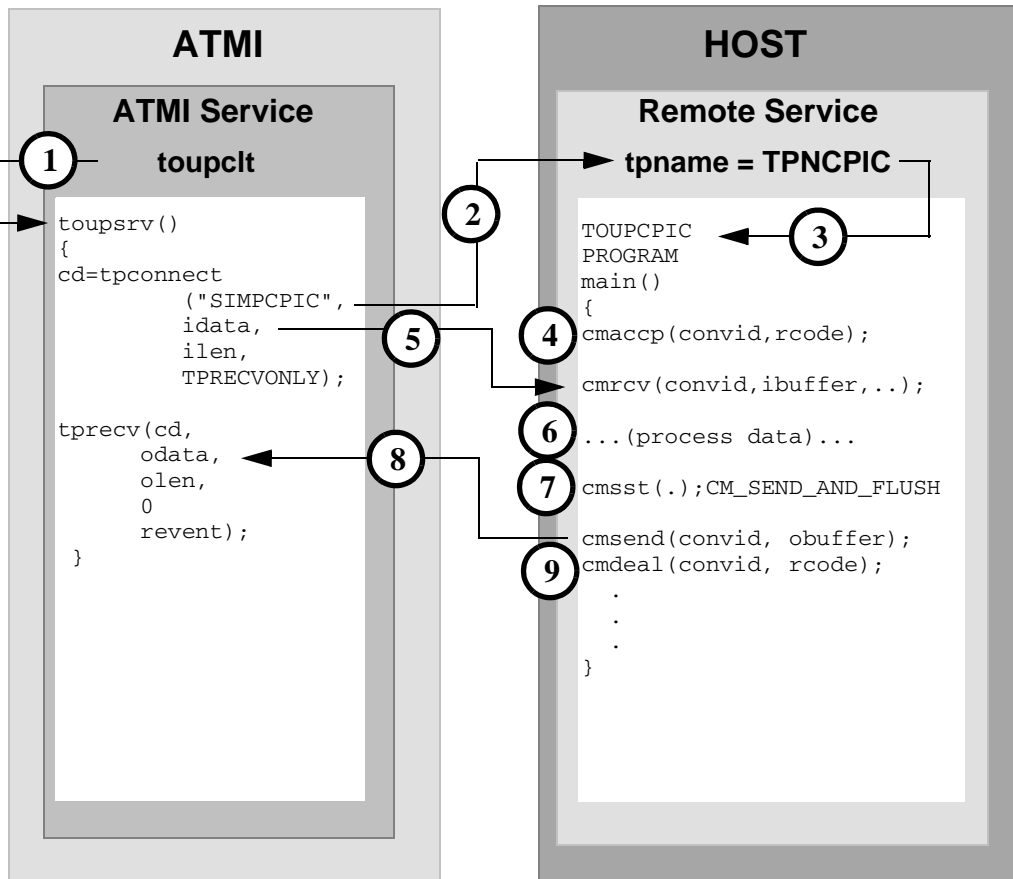 ATMI
ATMI Service
1
toupclt
toupsrv()
{
cd=tpconnect
("SIMPCPIC",
idata,
ilen,
TPRECVONLY);
tprecv(cd,
odata,
olen,
0
revent);
}
2
5
8
HOST
Remote Service
tpname = TPNCPIC
TOUPCPIC
3
PROGRAM
main()
{
4
cmaccp(convid,rcode);
cmrcv(convid,ibuffer,..);
6
...(process data)...
7
cmsst(.);CM_SEND_AND_FLUSH
cmsend(convid, obuffer);
9
cmdeal(convid, rcode);
.
.
.
}